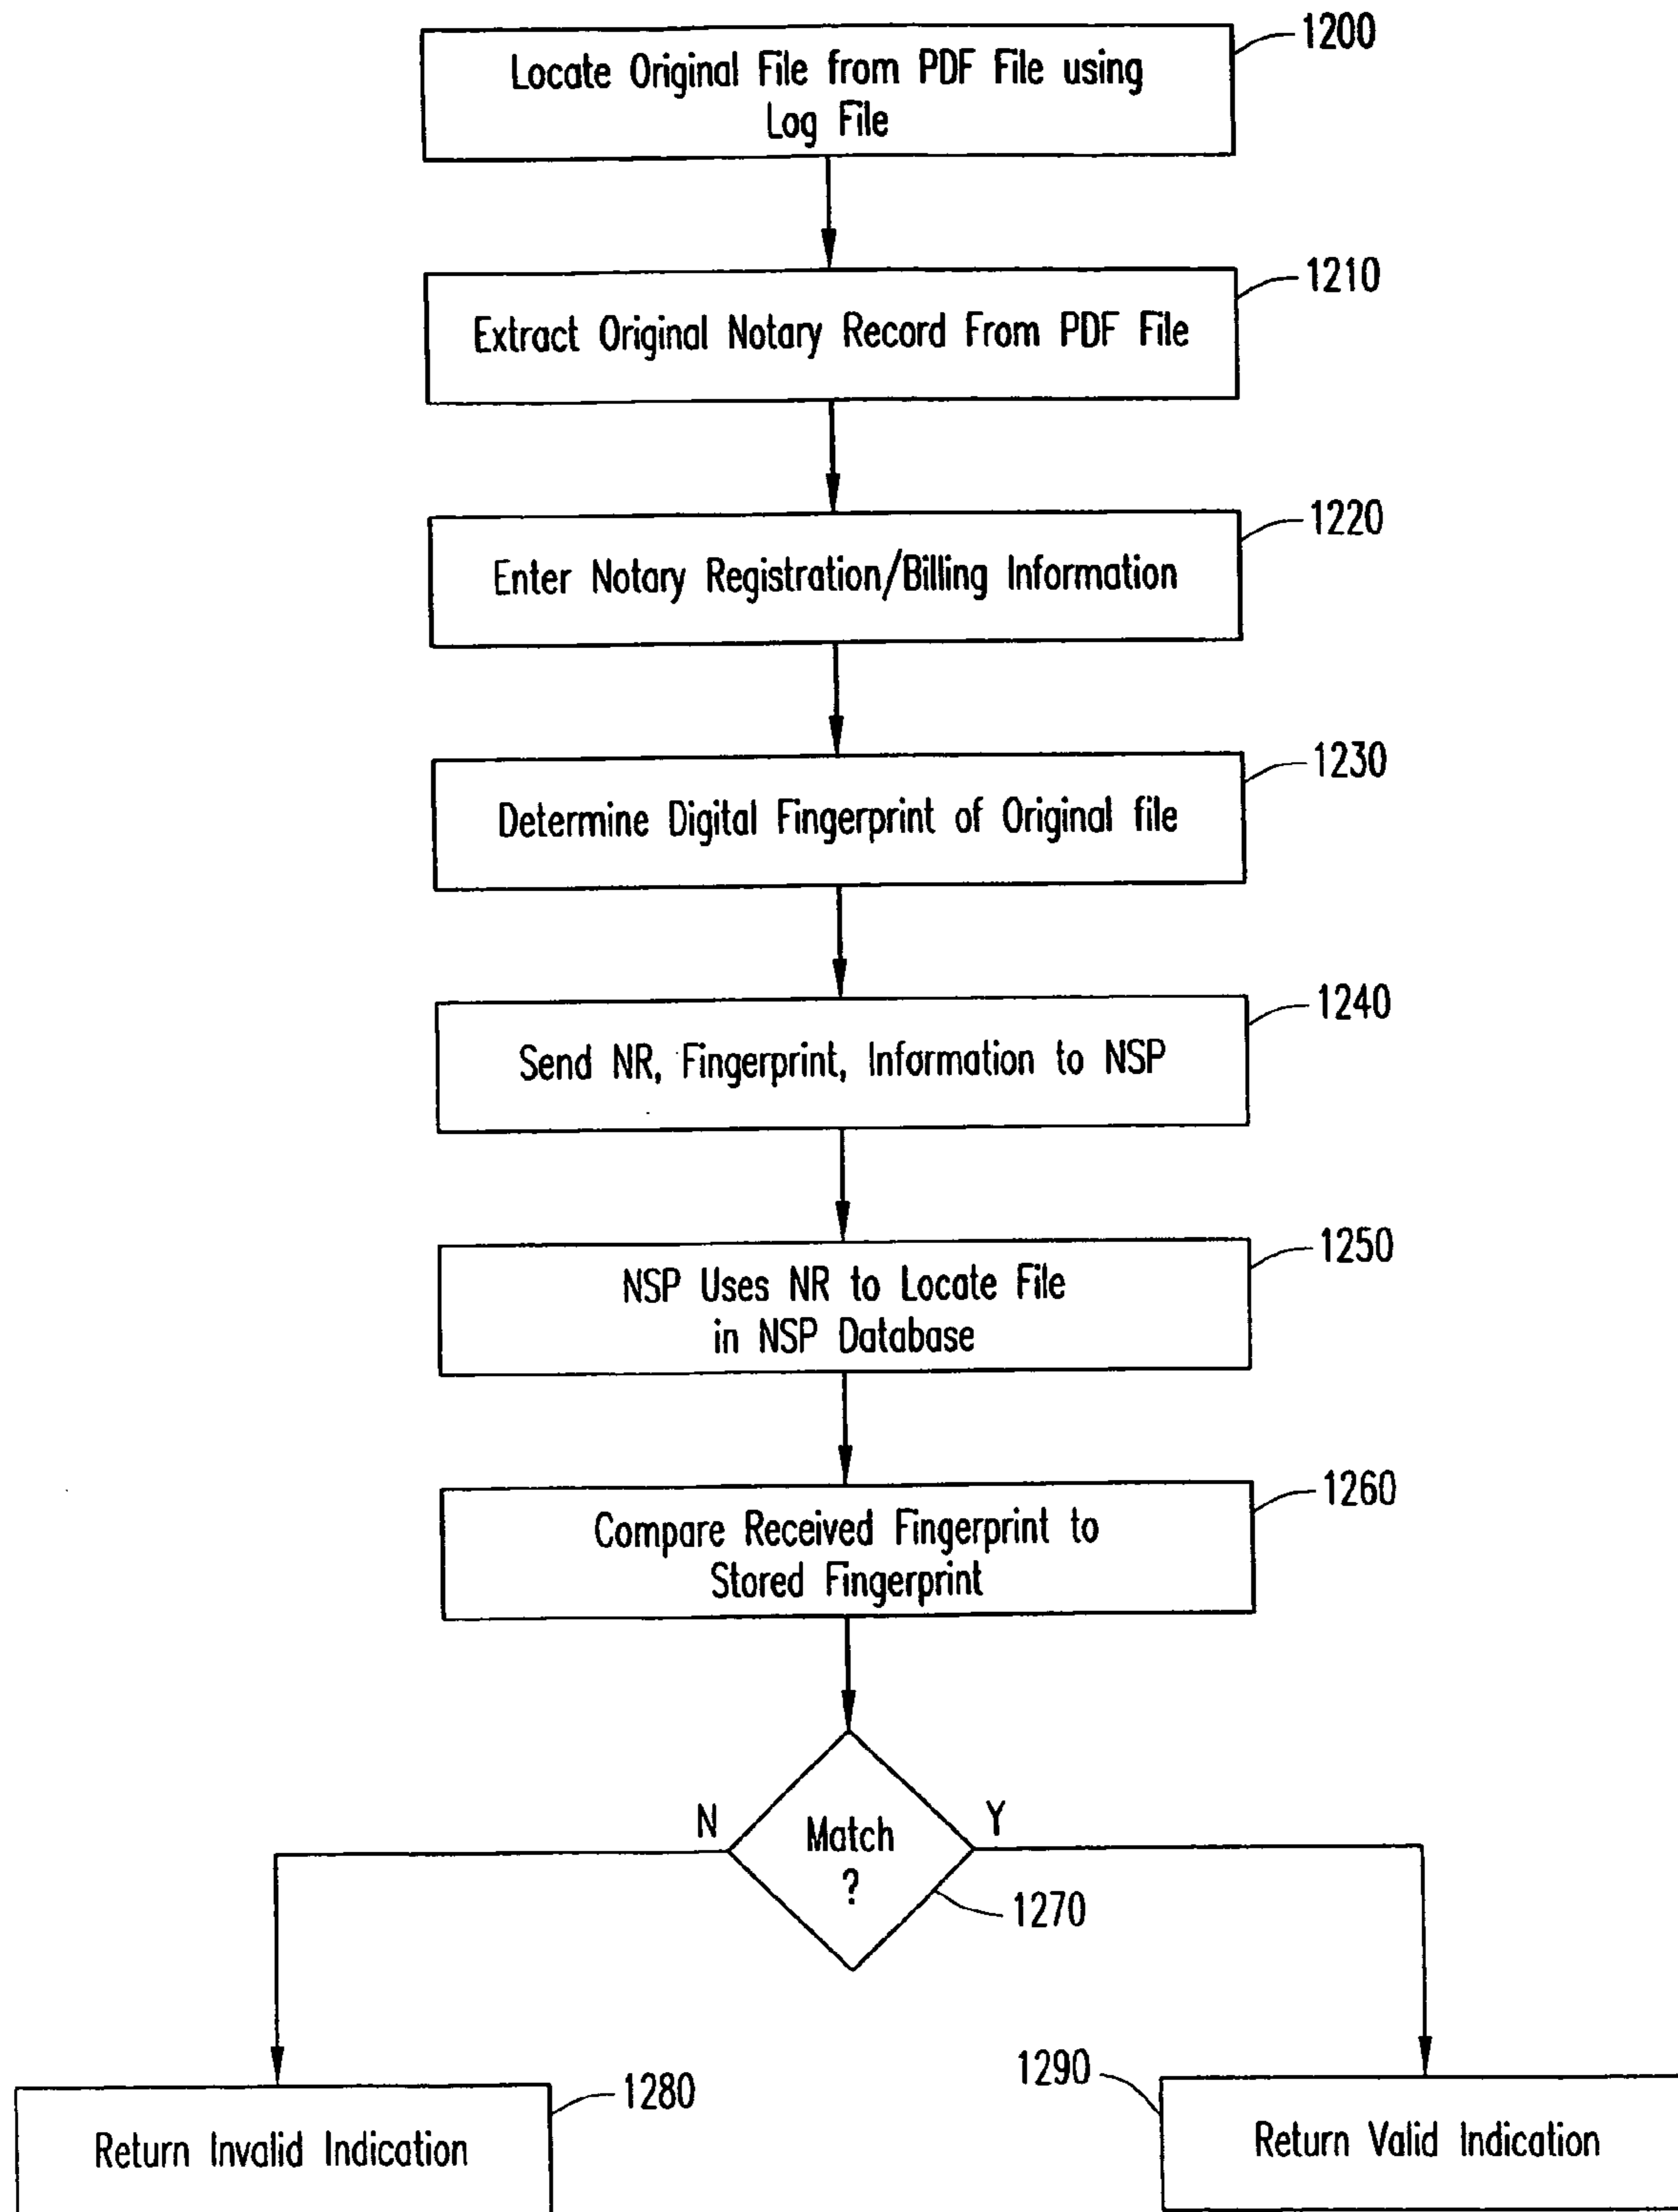 1200
Locate Original File from PDF File using
Log File
1210
Extract Original Notary Record From PDF File
1220
Enter Notary Registration/Billing Information
1230
Determine Digital Fingerprint of Original file
1240
Send NR, Fingerprint, Information to NSP
1250
NSP Uses NR to Locate File
in NSP Database
1260
Compare Received Fingerprint to
Stored Fingerprint
N
Y
Match
?
1270
1280
Return Invalid Indication
1290
Return Valid Indication